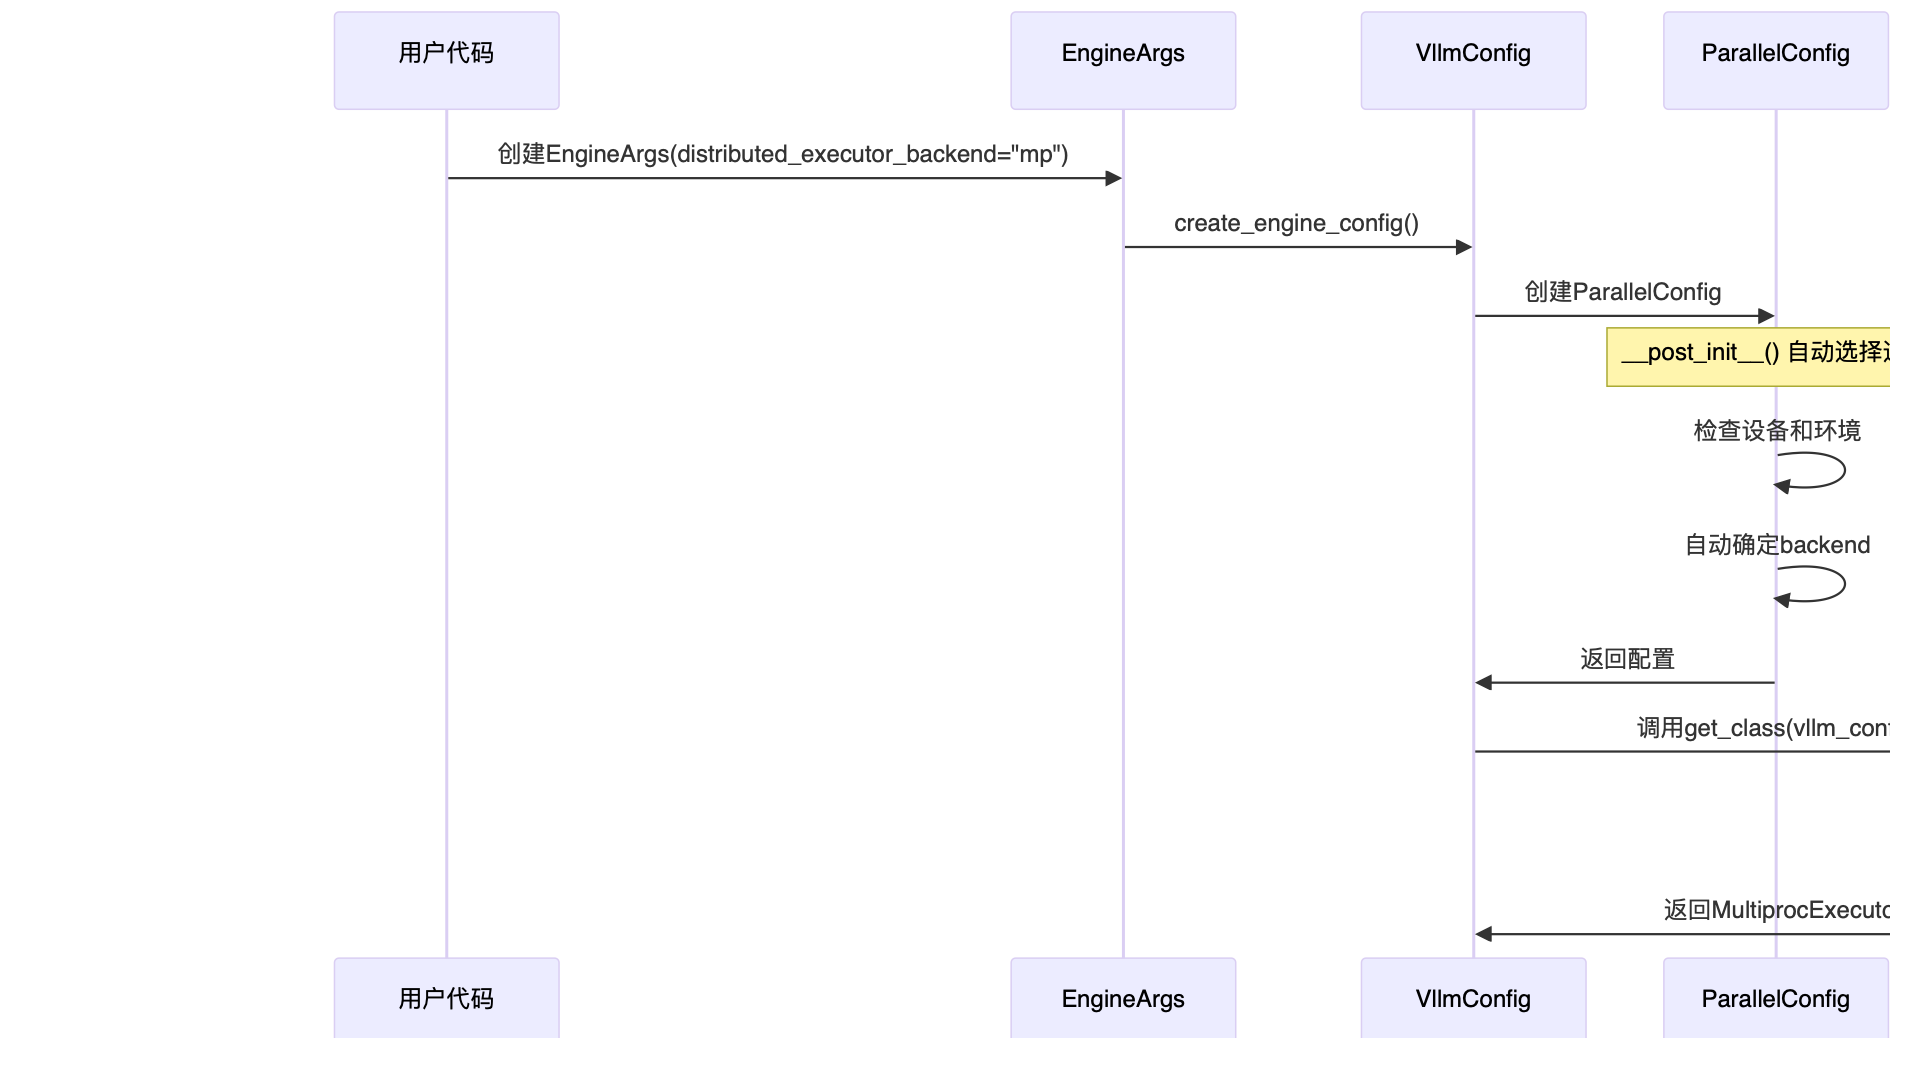 用户代码
EngineArgs
VllmConfig
ParallelConfig
创建EngineArgs(distributed_executor_backend="mp")
create_engine_config()
创建ParallelConfig
__post_init__() 自动选择
检查设备和环境
自动确定backend
返回配置
调用get_class(vllm_con
返回MultiprocExecuto
用户代码
EngineArgs
VllmConfig
ParallelConfig